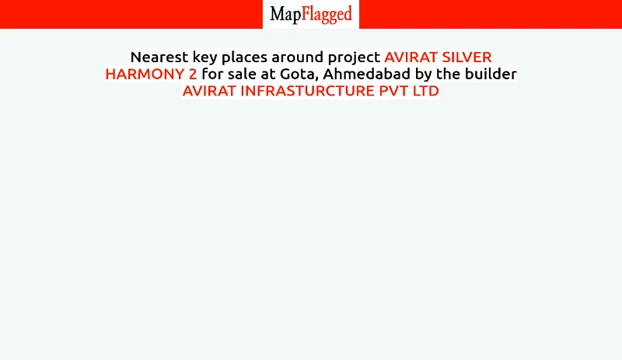 MapFlagged
Nearest key places around project AVIRAT SILVER
HARMONY 2 for sale at Gota, Ahmedabad by the builder
AVIRAT INFRASTURCTURE PVT LTD